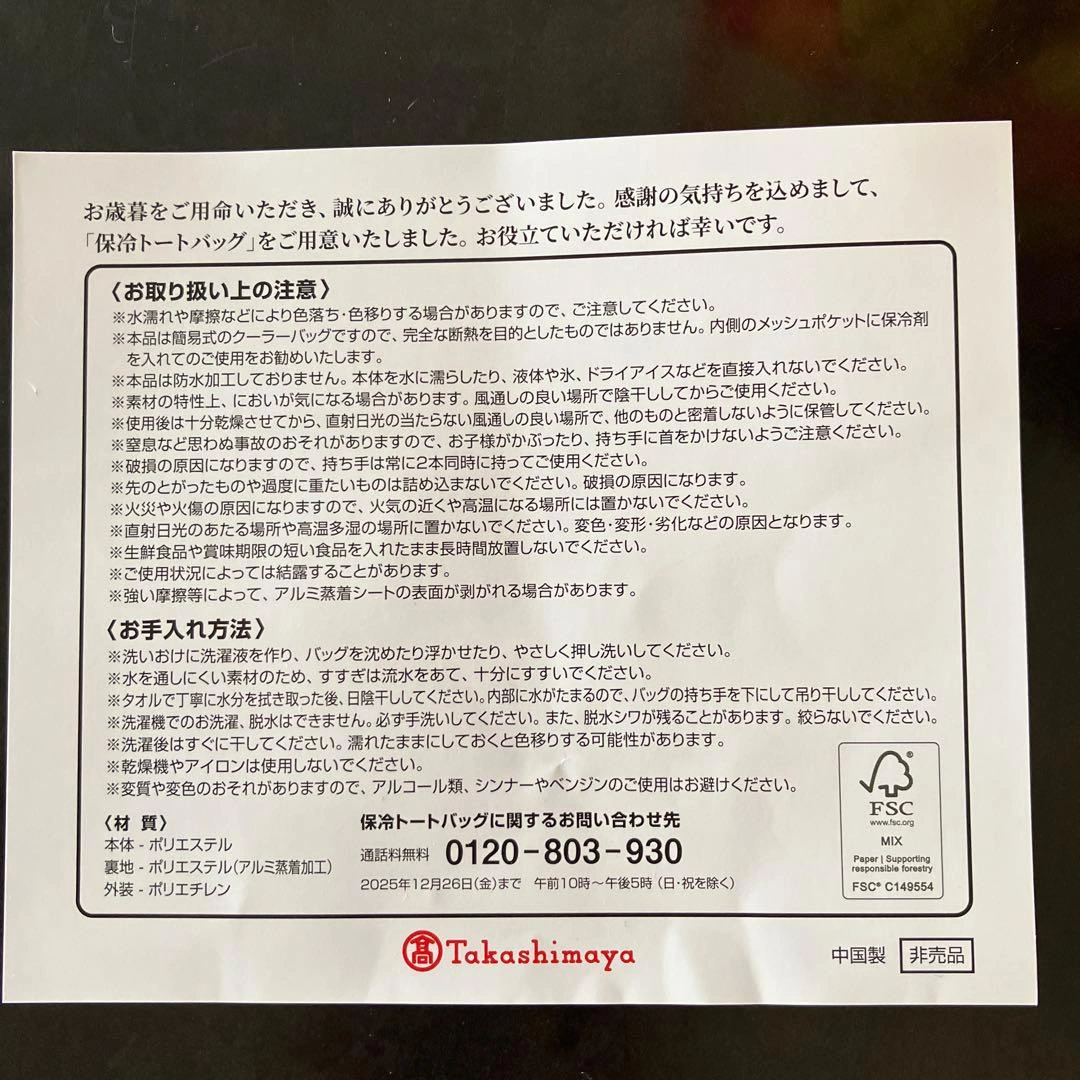 お歳暮をご用命いただき、誠にありがとうございました。感謝の気持ちを込めまして、
「保冷トートバッグ」をご用意いたしました。お役立ていただければ幸いです。
〈お取り扱い上の注意〉
※水濡れや摩擦などにより色落ち・色移りする場合がありますので、ご注意してください。
※本品は簡易式のクーラーバッグですので、完全な断熱を目的としたものではありません。内側のメッシュポケットに保冷剤
を入れてのご使用をお勧めいたします。
※本品は防水加工しておりません。本体を水に濡らしたり、液体や氷、ドライアイスなどを直接入れないでください。
※素材の特性上、においが気になる場合があります。風通しの良い場所で陰干ししてからご使用ください。
※使用後は十分乾燥させてから、直射日光の当たらない風通しの良い場所で、他のものと密着しないように保管してください。
※窒息など思わぬ事故のおそれがありますので、お子様がかぶったり、持ち手に首をかけないようご注意ください。
※破損の原因になりますので、持ち手は常に2本同時に持ってご使用ください。
※先のとがったものや過度に重たいものは詰め込まないでください。破損の原因になります。
※火災や火傷の原因になりますので、火気の近くや高温になる場所には置かないでください。
※直射日光のあたる場所や高温多湿の場所に置かないでください。変色・変形・劣化などの原因となります。
※生鮮食品や賞味期限の短い食品を入れたまま長時間放置しないでください。
※ご使用状況によっては結露することがあります。
※強い摩擦等によって、アルミ蒸着シートの表面が剥がれる場合があります。
〈お手入れ方法〉
※洗いおけに洗濯液を作り、バッグを沈めたり浮かせたり、やさしく押し洗いしてください。
※水を通しにくい素材のため、すすぎは流水をあて、十分にすすいでください。
※タオルで丁寧に水分を拭き取った後、日陰干ししてください。内部に水がたまるので、バッグの持ち手を下にして吊り干ししてください。
※洗濯機でのお洗濯、脱水はできません。必ず手洗いしてください。また、脱水シワが残ることがあります。絞らないでください。
※洗濯後はすぐに干してください。濡れたままにしておくと色移りする可能性があります。
※乾燥機やアイロンは使用しないでください。
※変質や変色のおそれがありますので、アルコール類、シンナーやベンジンのご使用はお避けください。
〈材 質〉
本体 - ポリエステル
裏地 - ポリエステル(アルミ蒸着加工)
外装 - ポリエチレン
保冷トートバッグに関するお問い合わせ先
通話料無料 0120-803-930
2025年12月26日(金)まで 午前10時～午後5時(日・祝を除く)
FSC®
www.fsc.org
MIX
Paper | Supporting
responsible forestry
FSC® C149554
髙 Takashimaya
中国製 非売品